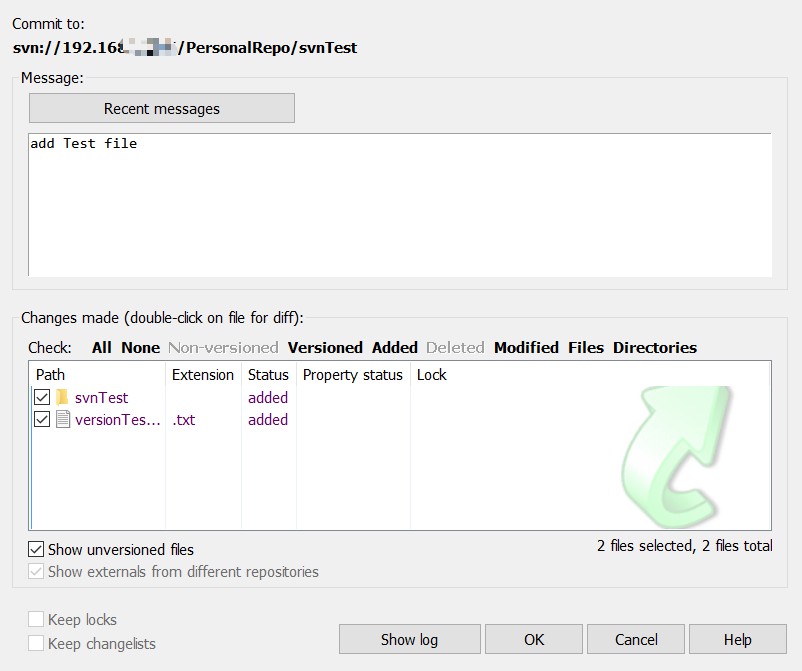 Commit to:
svn://192.168 /PersonalRepo/svnTest
Message:
Recent messages
add Test file
Changes made (double-click on file for diff):
Check: All None Non-versioned Versioned Added Deleted Modified Files Directories
Path Extension Status Property status Lock
svnTest added
versionTes... .txt added
Show unversioned files
2 files selected, 2 files total
Show externals from different repositories
Keep locks
Keep changelists
Show log OK Cancel Help